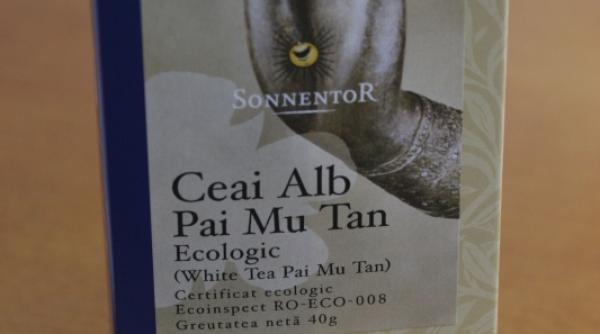 SONNENTOR
Ceai Alb
Pai Mu Tan
Ecologic
(White Tea Pai Mu Tan)
Certificat ecologic
Ecoinspect RO-ECO-008
Greutatea netă 40g